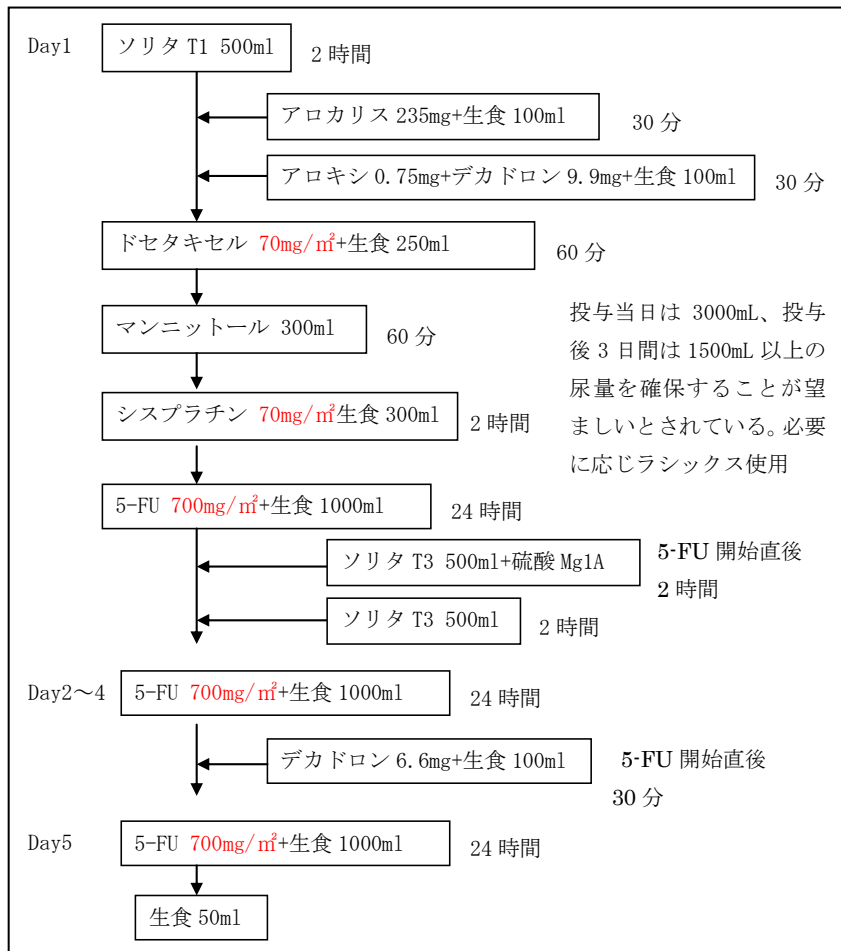 Day1
ソリタ T1 500ml
2 時間
アロカリス 235mg+生食 100ml
30 分
アロキシ 0.75mg+デカドロン 9.9mg+生食 100ml
30 分
ドセタキセル 70mg/㎡+生食 250ml
60 分
マンニットール 300ml
60 分
投与当日は 3000mL、投与
後 3 日間は 1500mL 以上の
尿量を確保することが望
ましいとされている。必要
に応じラシックス使用
シスプラチン 70mg/㎡生食 300ml
2 時間
5-FU 700mg/㎡+生食 1000ml
24 時間
ソリタ T3 500ml+硫酸 Mg1A
5-FU 開始直後
2 時間
ソリタ T3 500ml
2 時間
Day2～4
5-FU 700mg/㎡+生食 1000ml
24 時間
デカドロン 6.6mg+生食 100ml
5-FU 開始直後
30 分
Day5
5-FU 700mg/㎡+生食 1000ml
24 時間
生食 50ml